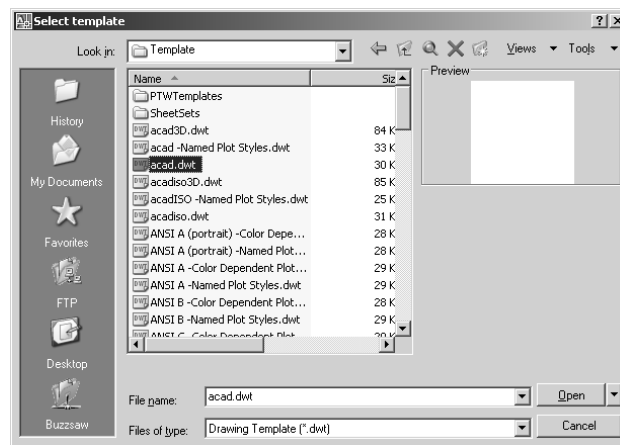 Select template
Look in: Template Views Tools
Name Siz Preview
PTWTemplates
SheetSets
acad3D.dwt 84 K
acad -Named Plot Styles.dwt 33 K
acad.dwt 30 K
acadiso3D.dwt 85 K
acadISO -Named Plot Styles.dwt 25 K
acadiso.dwt 31 K
ANSI A (portrait) -Color Depe... 28 K
ANSI A (portrait) -Named Plot... 28 K
ANSI A -Color Dependent Plot... 29 K
ANSI A -Named Plot Styles.dwt 29 K
ANSI B -Color Dependent Plot... 28 K
ANSI B -Named Plot Styles.dwt 29 K
ANSI C -Color Dependent Plot
History
My Documents
Favorites
FTP
Desktop
Buzzsaw
File name: acad.dwt Open
Files of type: Drawing Template (*.dwt) Cancel